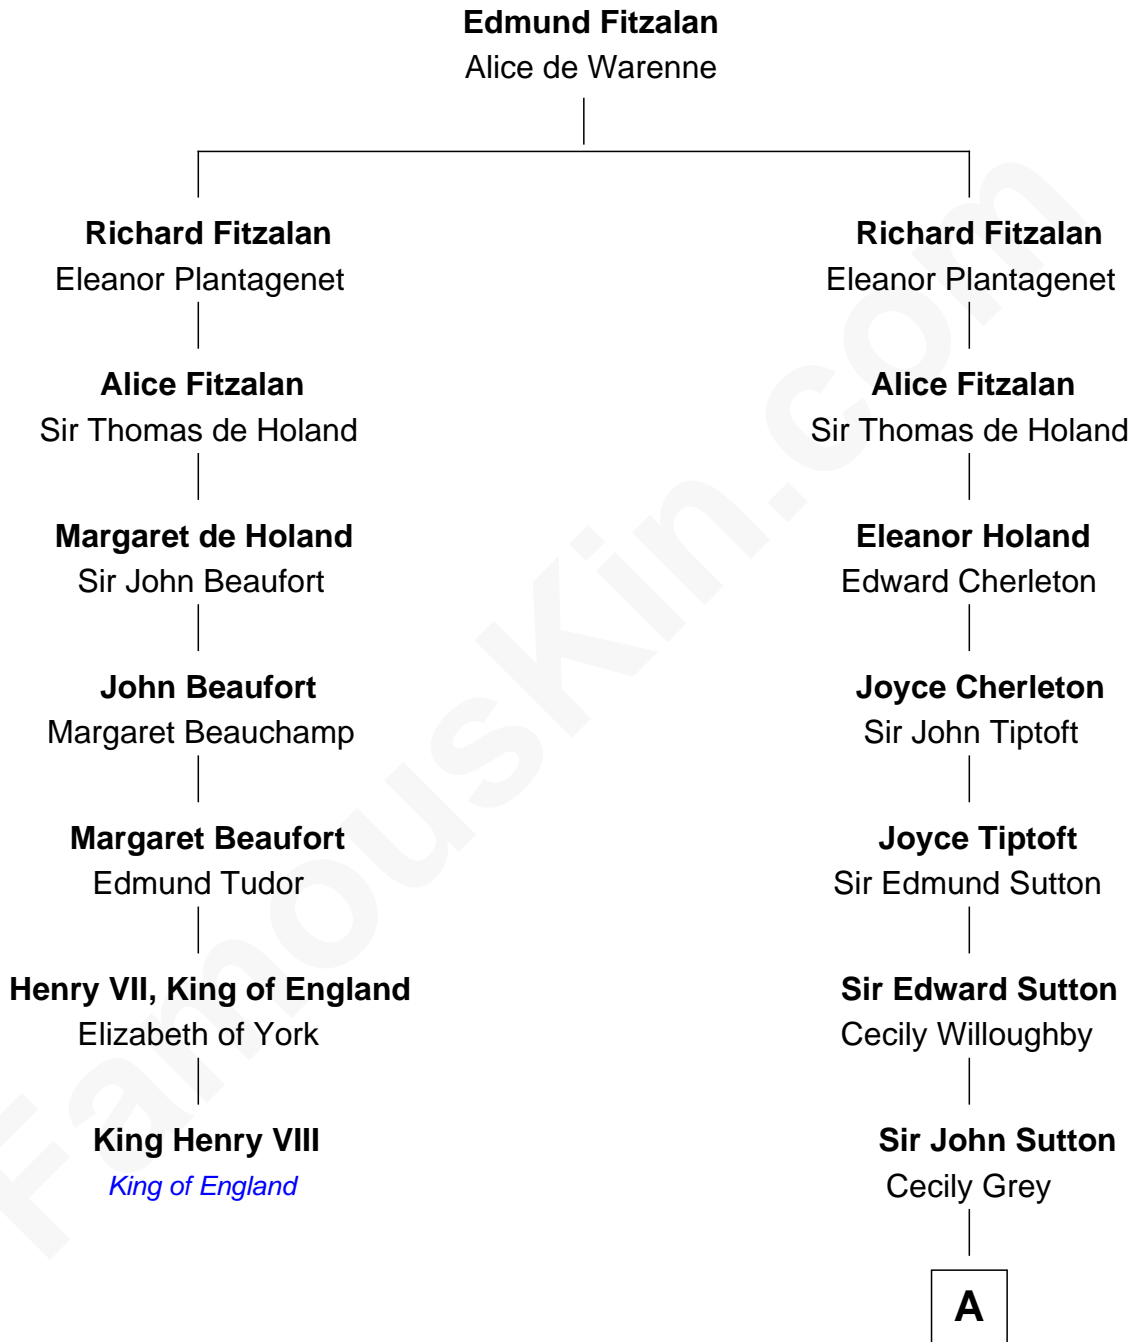 Edmund Fitzalan
Alice de Warenne
Richard Fitzalan
Eleanor Plantagenet
Alice Fitzalan
Sir Thomas de Holand
Margaret de Holand
Sir John Beaufort
John Beaufort
Margaret Beauchamp
Margaret Beaufort
Edmund Tudor
Henry VII, King of England
Elizabeth of York
King Henry VIII
King of England
Richard Fitzalan
Eleanor Plantagenet
Alice Fitzalan
Sir Thomas de Holand
Eleanor Holand
Edward Cherleton
Joyce Cherleton
Sir John Tiptoft
Joyce Tiptoft
Sir Edmund Sutton
Sir Edward Sutton
Cecily Willoughby
Sir John Sutton
Cecily Grey
A
FamousKin.com